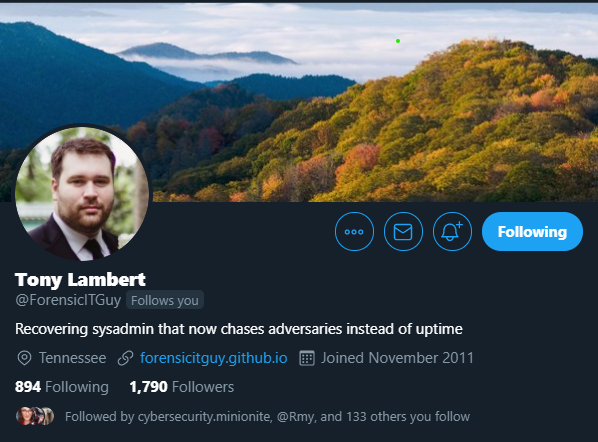 Following
Tony Lambert
@ForensicITGuy Follows you
Recovering sysadmin that now chases adversaries instead of uptime
Tennessee forensicitguy.github.io Joined November 2011
894 Following 1,790 Followers
Followed by cybersecurity.minionite, @Rmy, and 133 others you follow